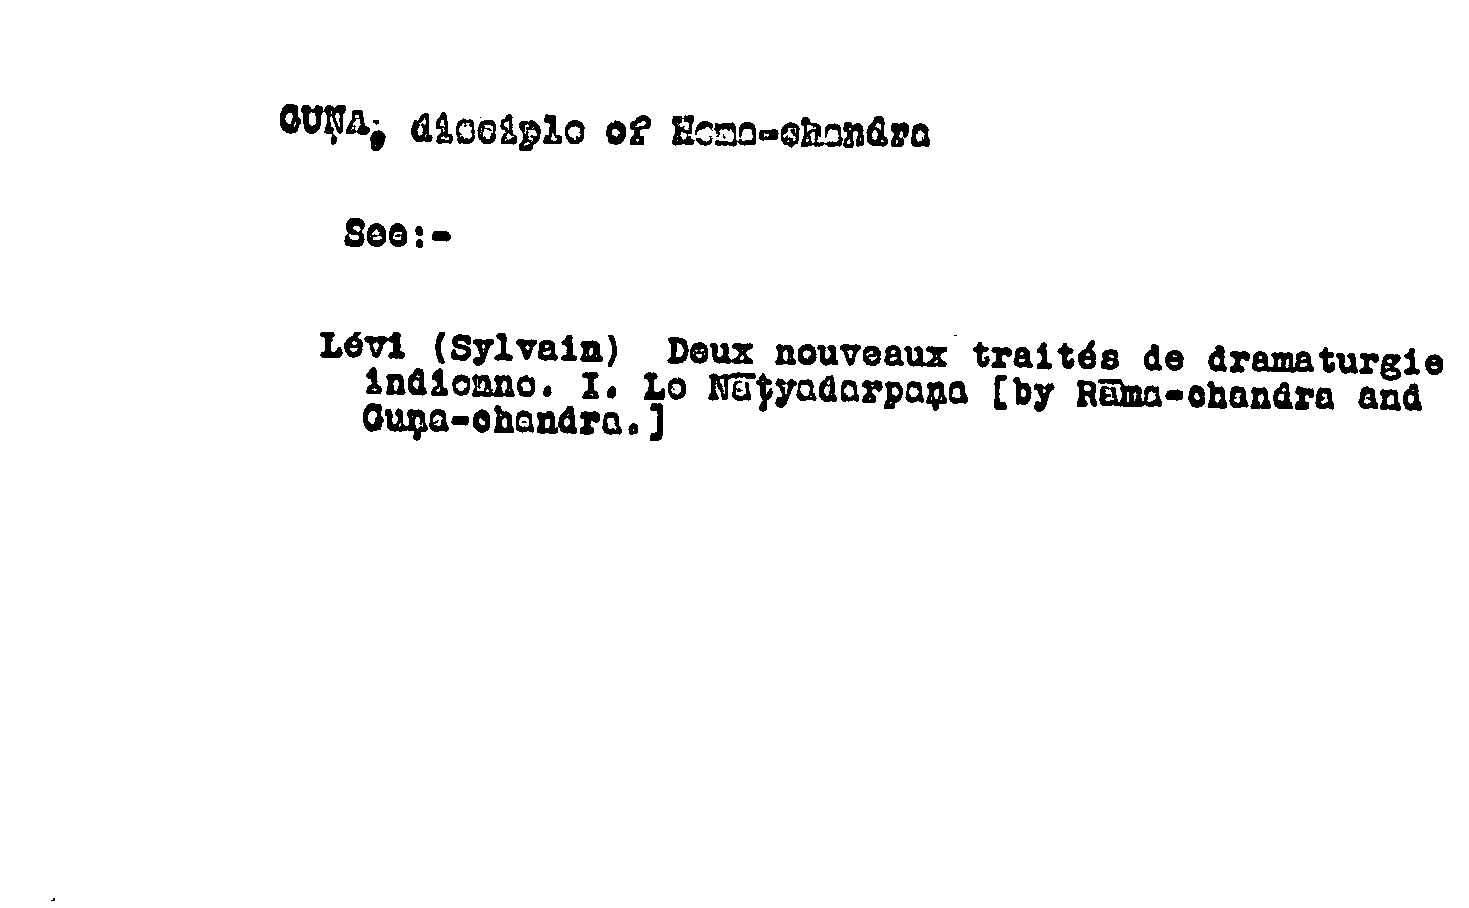 GUṆA, disciple of Hema-chandra
See:-
Lévi (Sylvain) Deux nouveaux traités de dramaturgie
indienne. I. Le Nāṭyadarpaṇa [by Rāma-chandra and
Guṇa-chandra.]